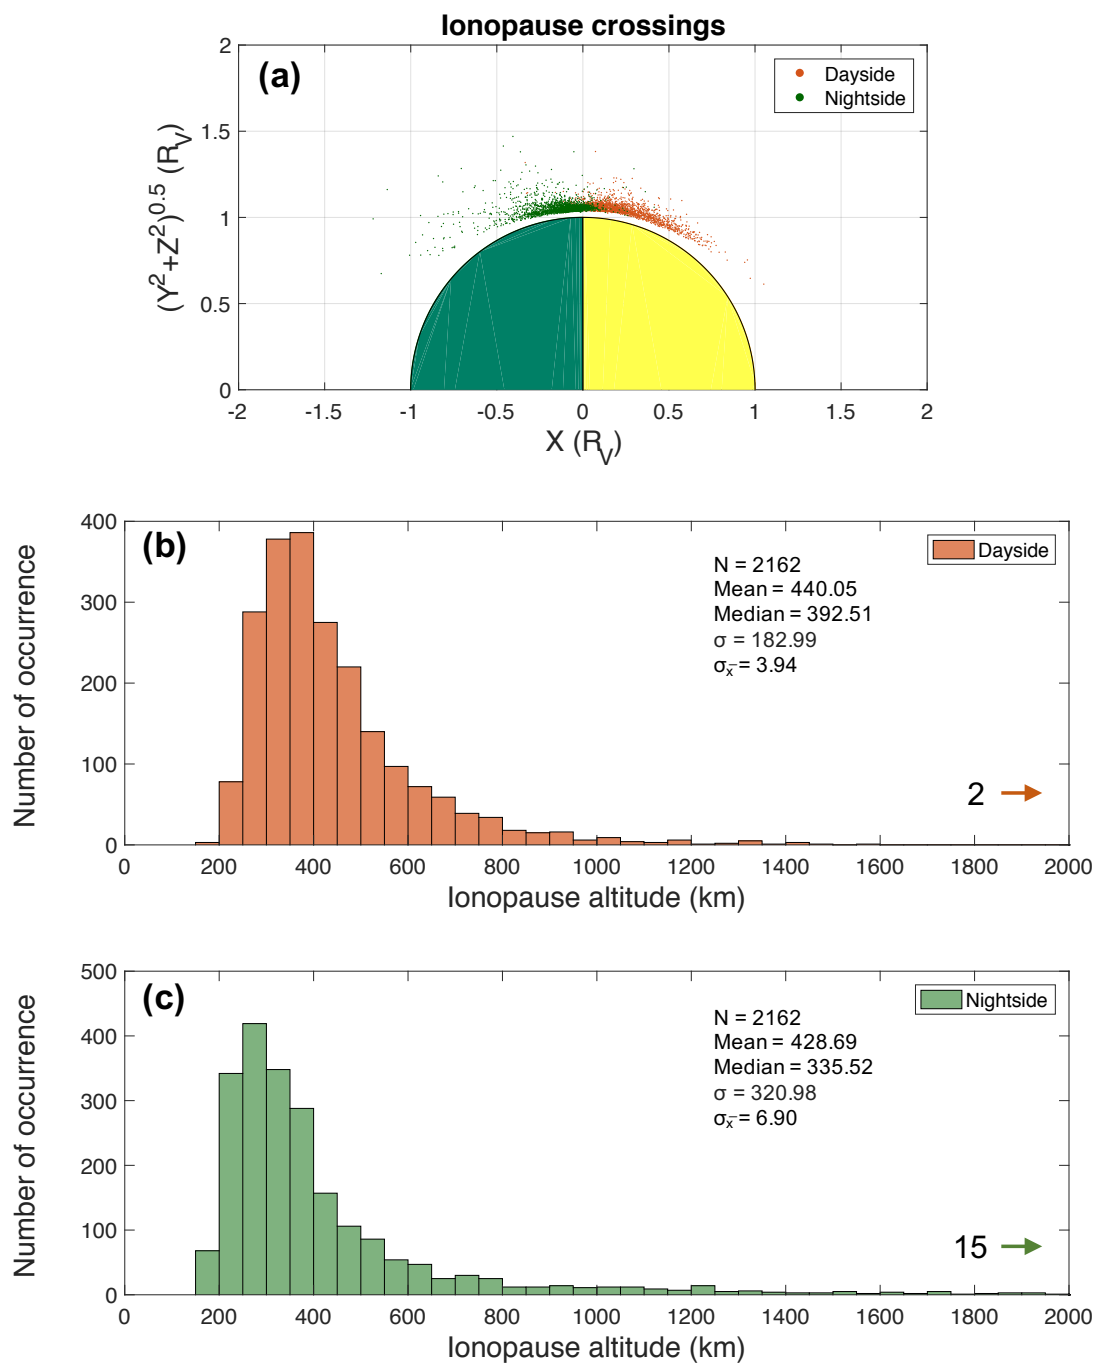 Ionopause crossings
(a)
Dayside
Nightside
(Y²+Z²)^0.5 (R_V)
2
1.5
1
0.5
0
-2 -1.5 -1 -0.5 0 0.5 1 1.5 2
X (R_V)
(b)
Dayside
N = 2162
Mean = 440.05
Median = 392.51
σ = 182.99
σ_x̄ = 3.94
2
Number of occurrence
400
300
200
100
0
0 200 400 600 800 1000 1200 1400 1600 1800 2000
Ionopause altitude (km)
(c)
Nightside
N = 2162
Mean = 428.69
Median = 335.52
σ = 320.98
σ_x̄ = 6.90
15
Number of occurrence
500
400
300
200
100
0
0 200 400 600 800 1000 1200 1400 1600 1800 2000
Ionopause altitude (km)